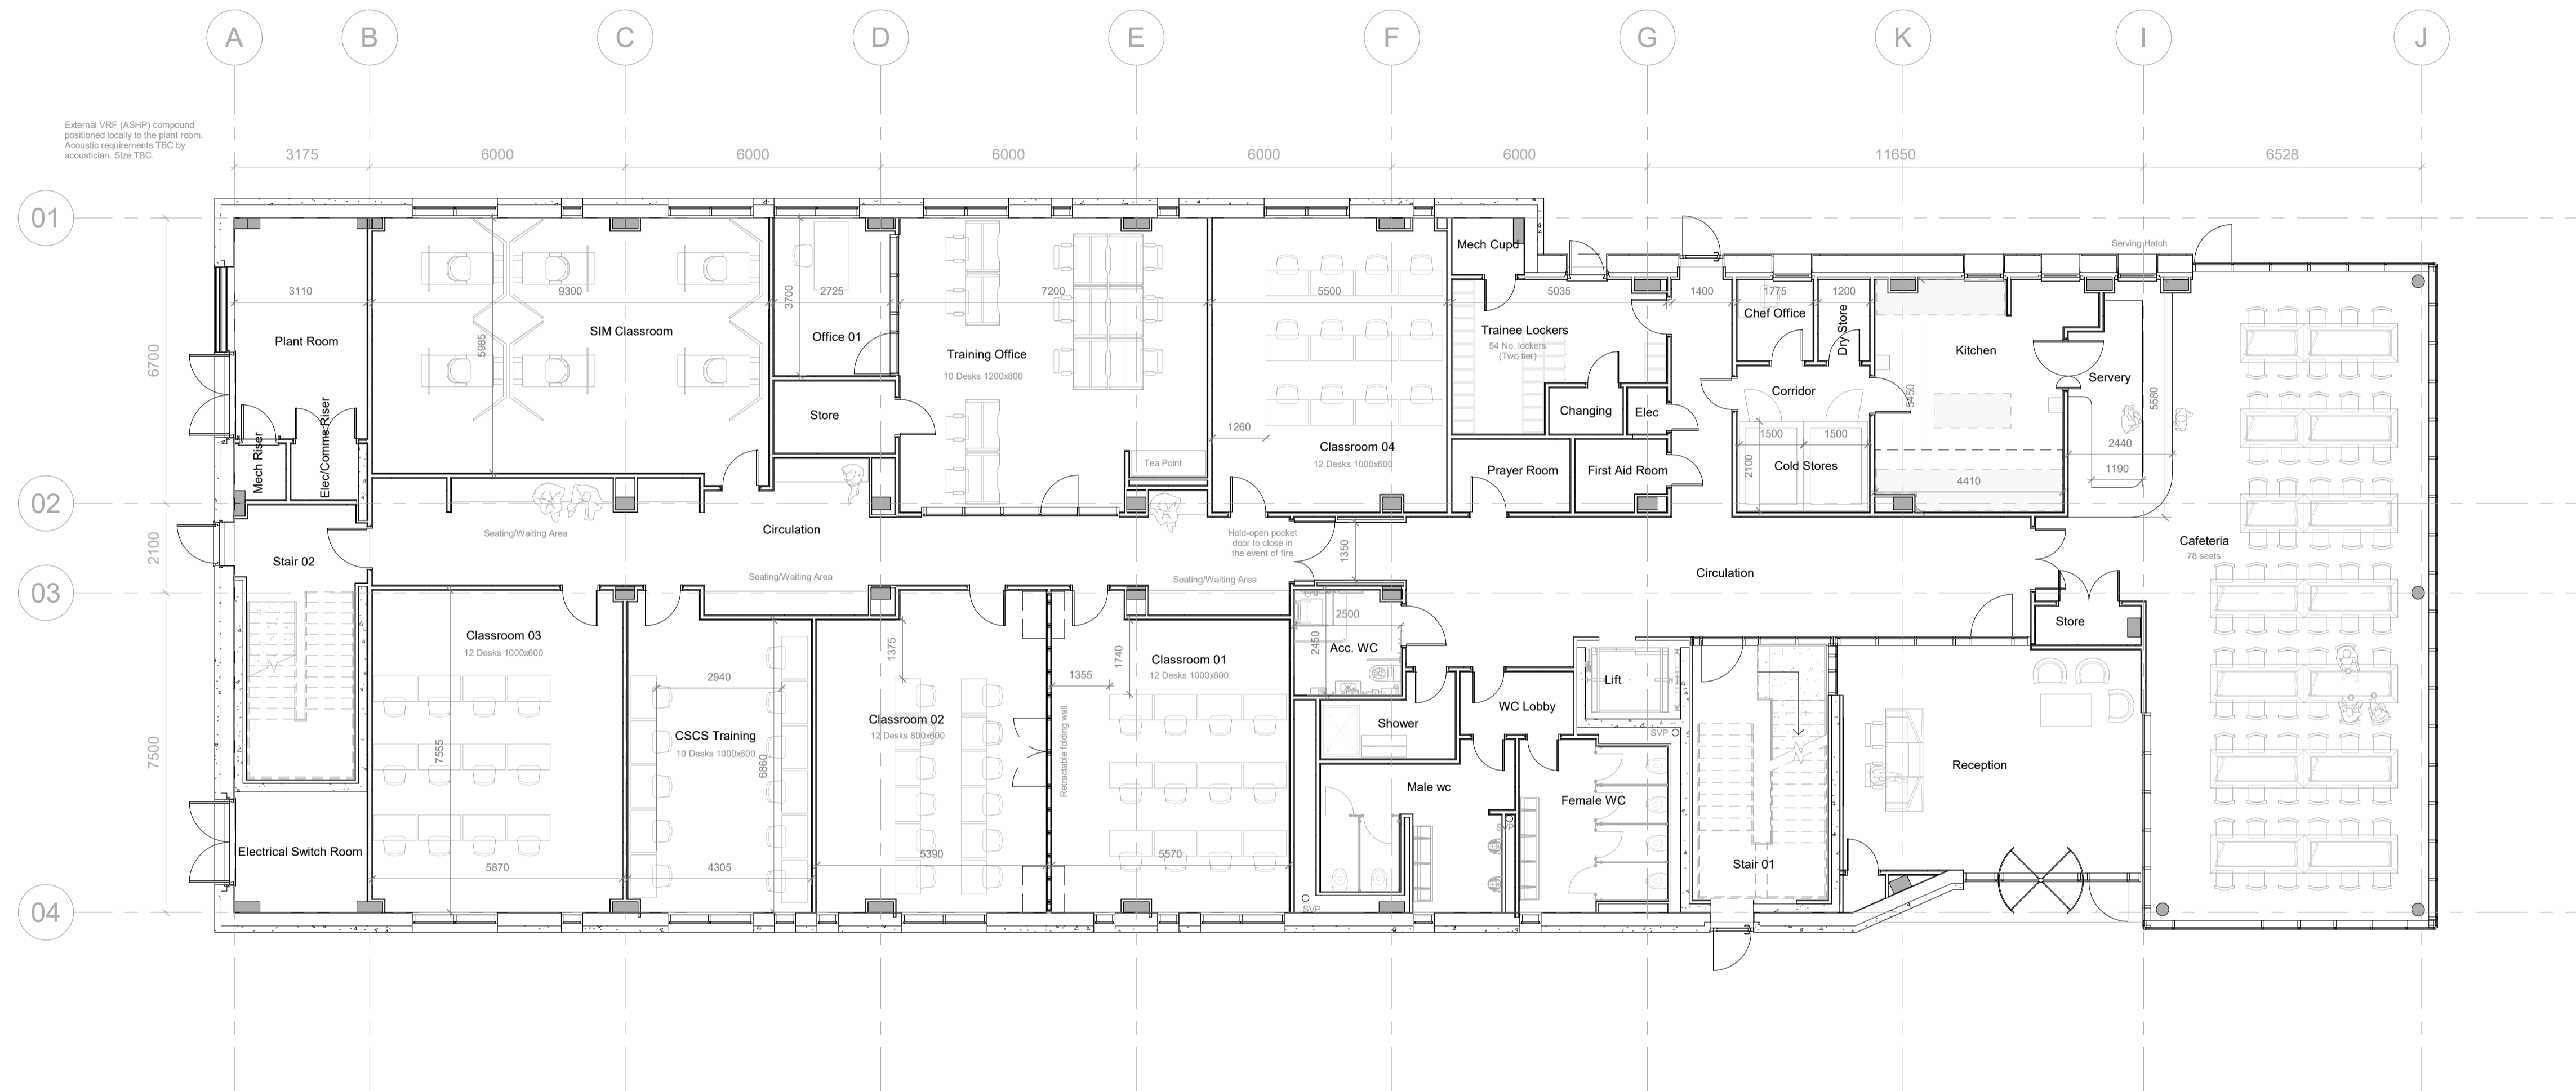 A
B
C
D
E
F
G
K
I
J
External VRF (ASHP) compound
positioned locally to the plant room.
Acoustic requirements TBC by
acoustician. Size TBC.
3175
6000
6000
6000
6000
6000
11650
6528
01
02
03
04
6700
2100
7500
3110
Plant Room
Mech Riser
Elec/Comms Riser
9300
5985
SIM Classroom
3700
2725
Office 01
Store
7200
Training Office
10 Desks 1200x800
Tea Point
5500
1260
Classroom 04
12 Desks 1000x600
Mech Cupd
5035
Trainee Lockers
54 No. lockers
(Two tier)
Changing
Elec
Prayer Room
First Aid Room
1400
1775
Chef Office
1200
Dry Store
Corridor
1500
1500
2100
Cold Stores
Kitchen
5450
4410
Serving Hatch
Servery
5580
2440
1190
Cafeteria
78 seats
Stair 02
Seating/Waiting Area
Circulation
Seating/Waiting Area
Seating/Waiting Area
Hold-open pocket
door to close in
the event of fire
1350
Circulation
Store
Classroom 03
12 Desks 1000x600
7555
5870
2940
CSCS Training
10 Desks 1000x600
6860
4305
1375
Classroom 02
12 Desks 800x600
5390
Retractable folding wall
1355
1740
Classroom 01
12 Desks 1000x600
5570
2500
2450
Acc. WC
Shower
WC Lobby
Lift
SVP
Male wc
SVP
SVP
Female WC
Stair 01
Reception
Electrical Switch Room